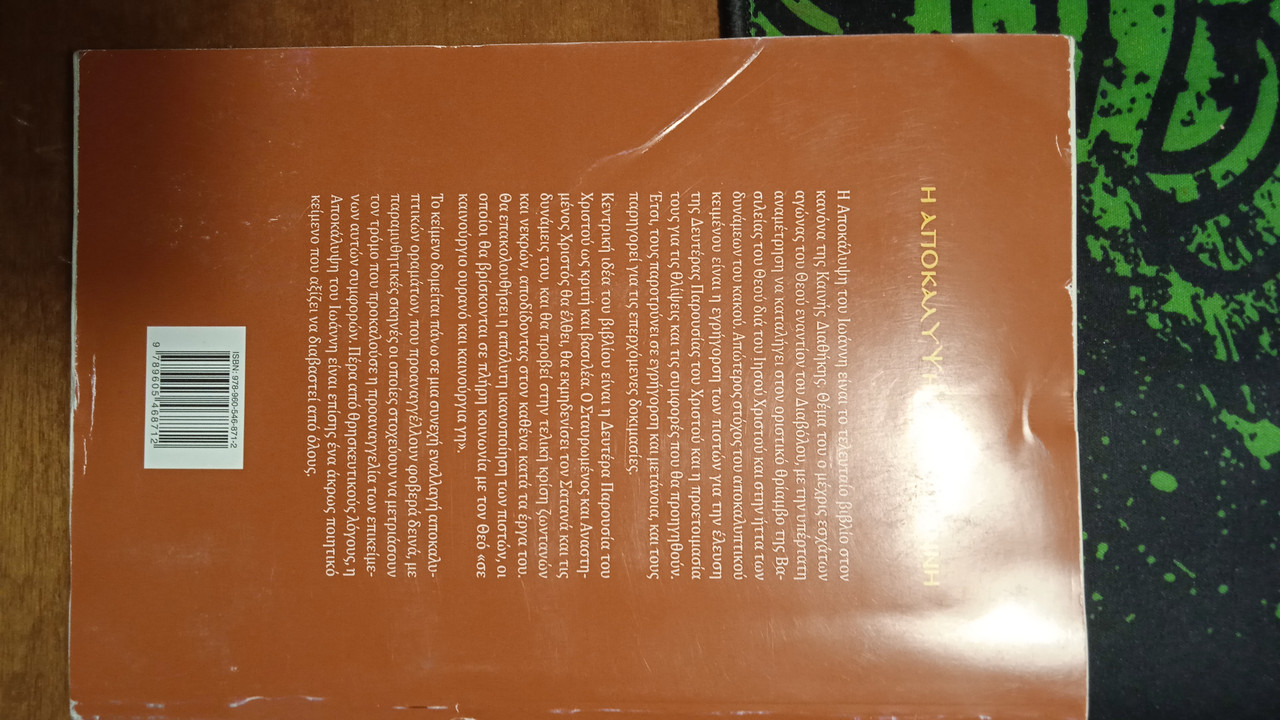 Η ΑΠΟΚΑΛΥΨ ΝΝΗ
Η Αποκάλυψη του Ιωάννη είναι το τελευταίο βιβλίο στον
κανόνα της Καινής Διαθήκης. Θέμα του ο μέχρις εσχάτων
αγώνας του Θεού εναντίον του Διαβόλου, με την υπέρτατη
αναμέτρηση να καταλήγει στον οριστικό θρίαμβο της Βα-
σιλείας του Θεού διά του Ιησού Χριστού και στην ήττα των
δυνάμεων του κακού. Απώτερος στόχος του αποκαλυπτικού
κειμένου είναι η εγρήγορση των πιστών για την έλευση
της Δευτέρας Παρουσίας του Χριστού και η προετοιμασία
τους για τις θλίψεις και τις συμφορές που θα προηγηθούν.
Έτσι, τους παροτρύνει σε εγρήγορση και μετάνοια, και τους
παρηγορεί για τις επερχόμενες δοκιμασίες.
Κεντρική ιδέα του βιβλίου είναι η Δευτέρα Παρουσία του
Χριστού ως κριτή και βασιλέα. Ο Σταυρωμένος και Αναστη-
μένος Χριστός θα έλθει, θα εκμηδενίσει τον Σατανά και τις
δυνάμεις του, και θα προβεί στην τελική κρίση ζωντανών
και νεκρών, αποδίδοντας στον καθένα κατά τα έργα του.
Θα επακολουθήσει η απόλυτη ικανοποίηση των πιστών, οι
οποίοι θα βρίσκονται σε πλήρη κοινωνία με τον Θεό «σε
καινούργιο ουρανό και καινούργια γη».
Το κείμενο δομείται πάνω σε μια συνεχή εναλλαγή αποκαλυ-
πτικών οραμάτων, που προαναγγέλλουν φοβερά δεινά, με
παραμυθητικές σκηνές οι οποίες στοχεύουν να μετριάσουν
τον τρόμο που προκαλούσε η προαναγγελία των επικείμε-
νων αυτών συμφορών. Πέρα από θρησκευτικούς λόγους, η
Αποκάλυψη του Ιωάννη είναι επίσης ένα άκρως ποιητικό
κείμενο που αξίζει να διαβαστεί από όλους.
ISBN: 978-960-546-871-2
9 789605 468712